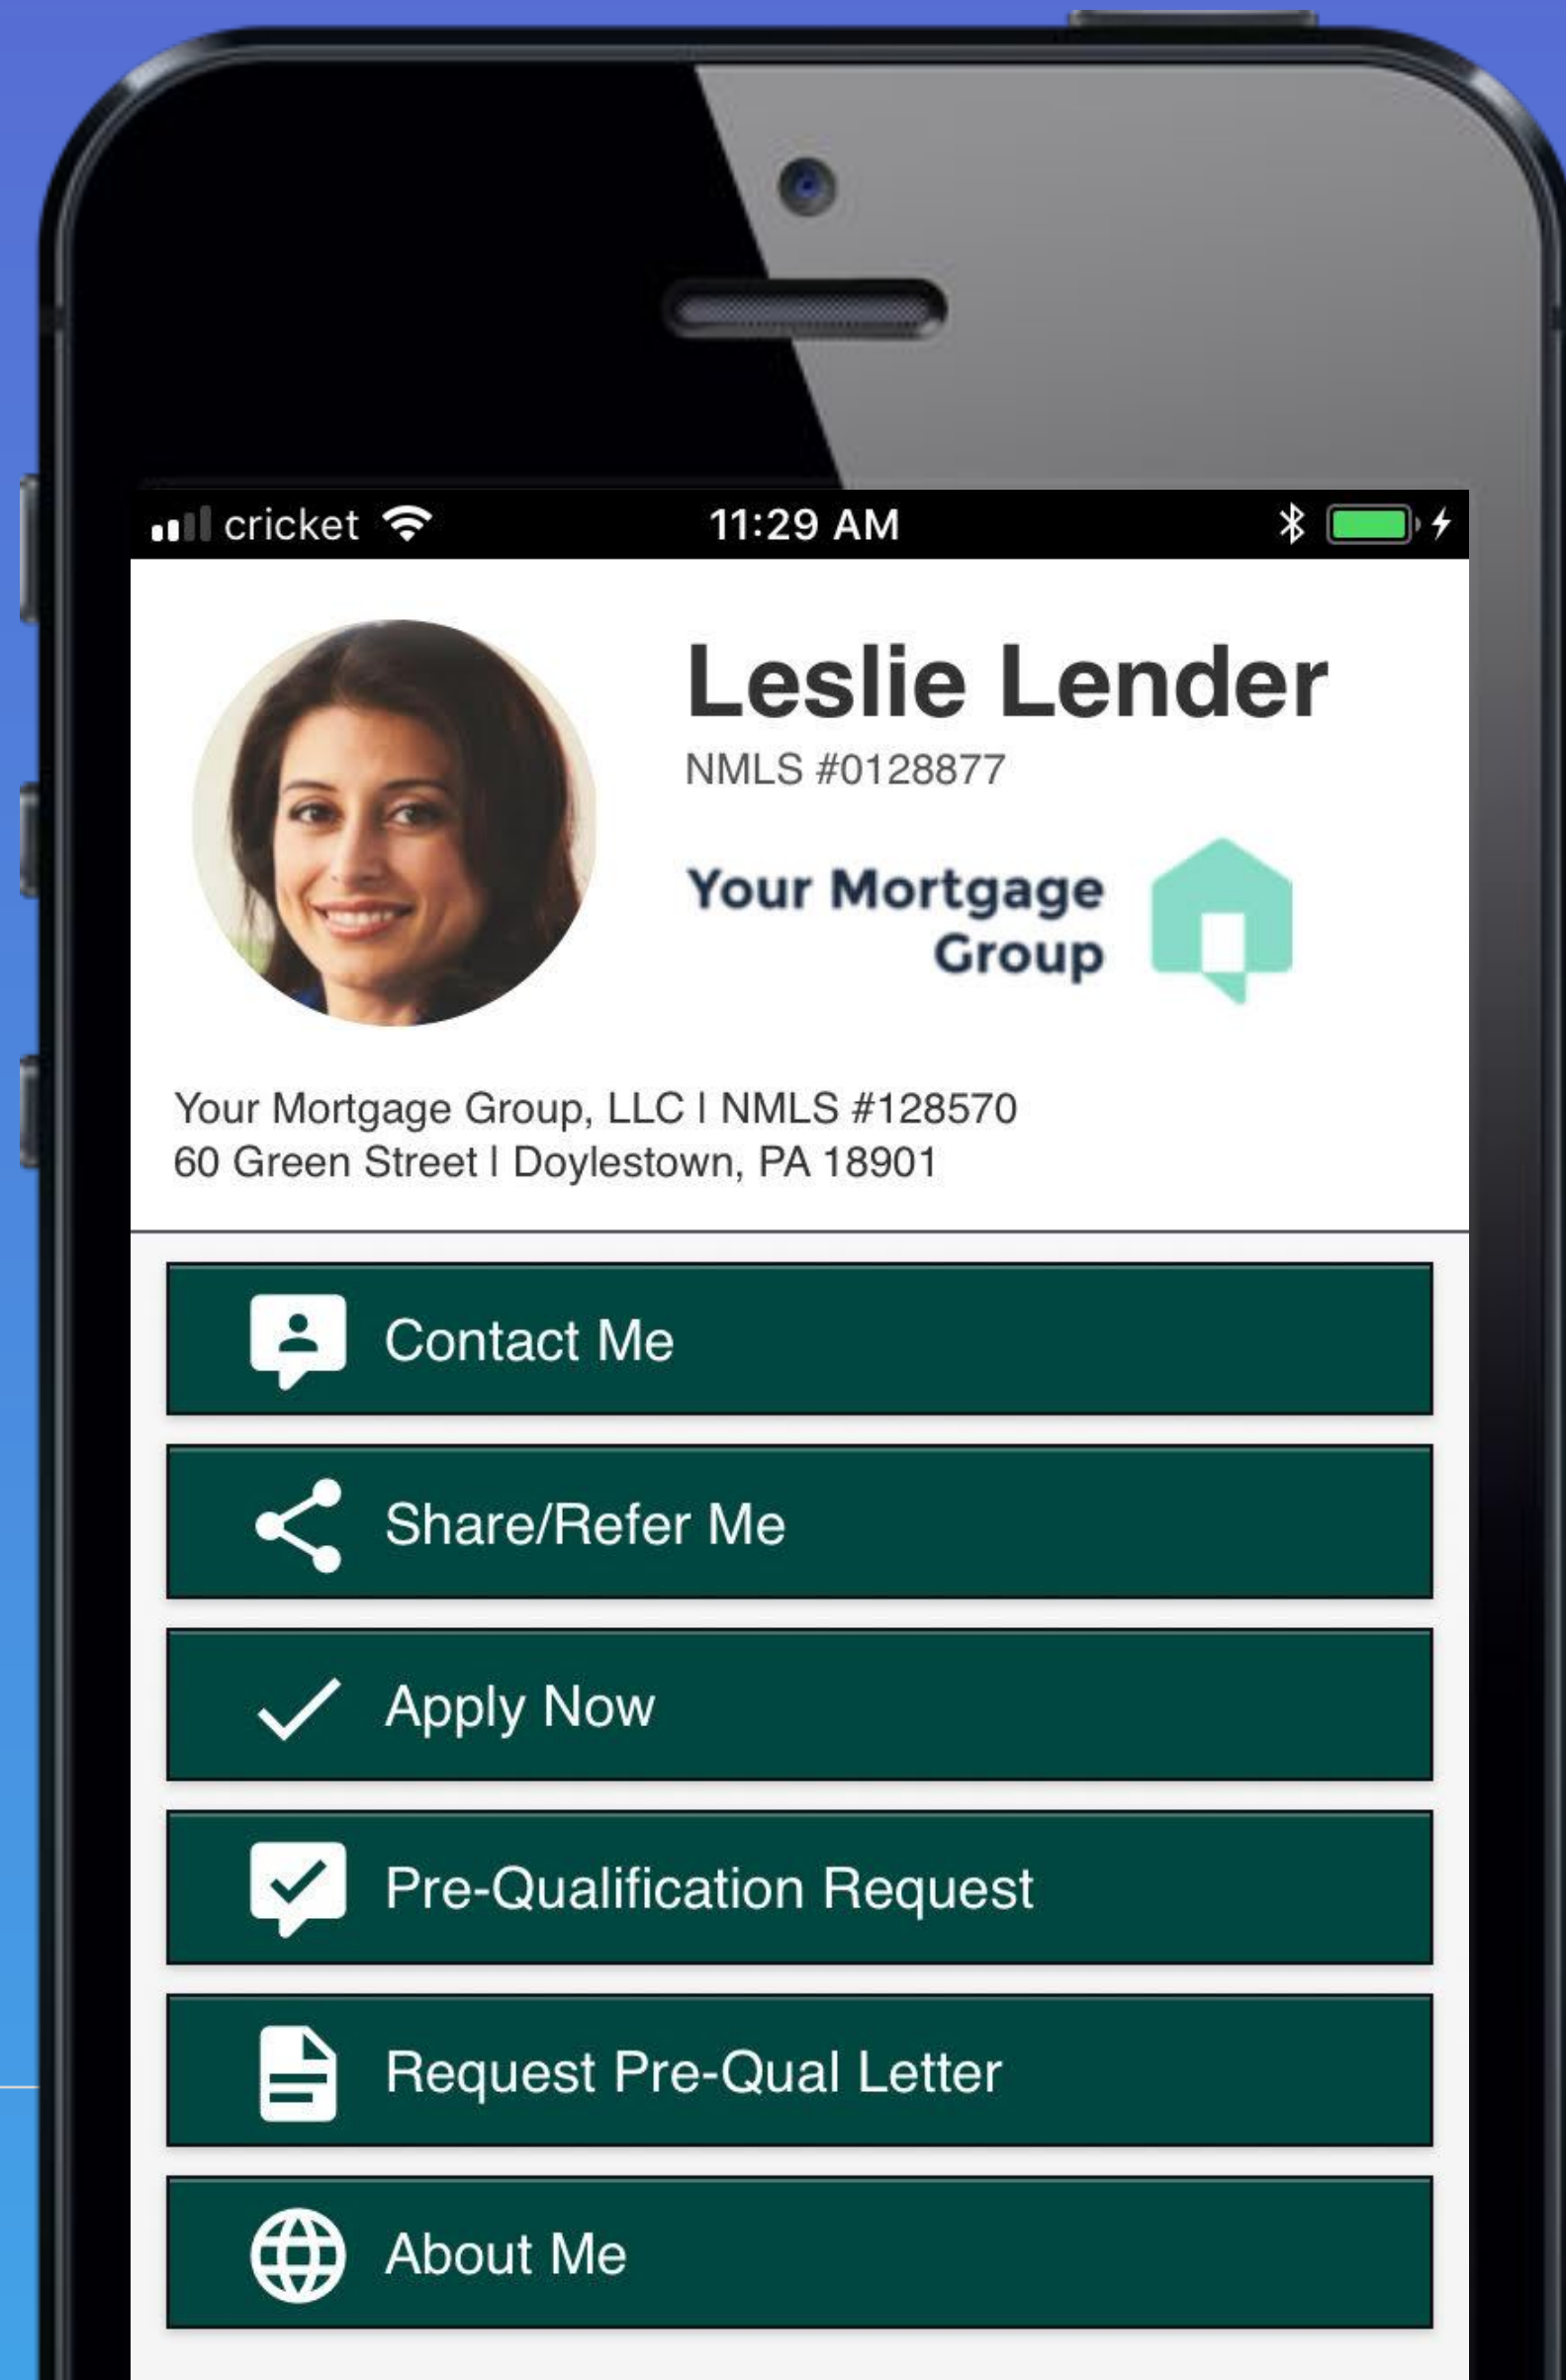 cricket 11:29 AM
Leslie Lender
NMLS #0128877
Your Mortgage
Group
Your Mortgage Group, LLC | NMLS #128570
60 Green Street | Doylestown, PA 18901
Contact Me
Share/Refer Me
Apply Now
Pre-Qualification Request
Request Pre-Qual Letter
About Me